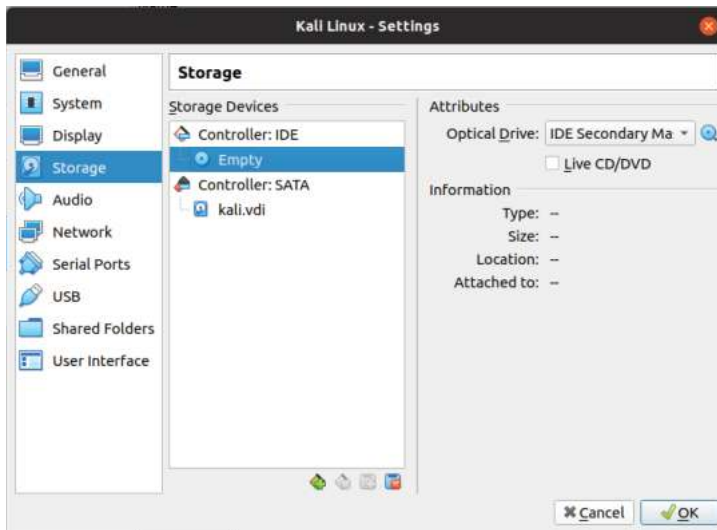 Kali Linux - Settings
General
System
Display
Storage
Audio
Network
Serial Ports
USB
Shared Folders
User Interface
Storage
Storage Devices
Controller: IDE
Empty
Controller: SATA
kali.vdi
Attributes
Optical Drive: IDE Secondary Ma
Live CD/DVD
Information
Type: --
Size: --
Location: --
Attached to: --
Cancel
OK